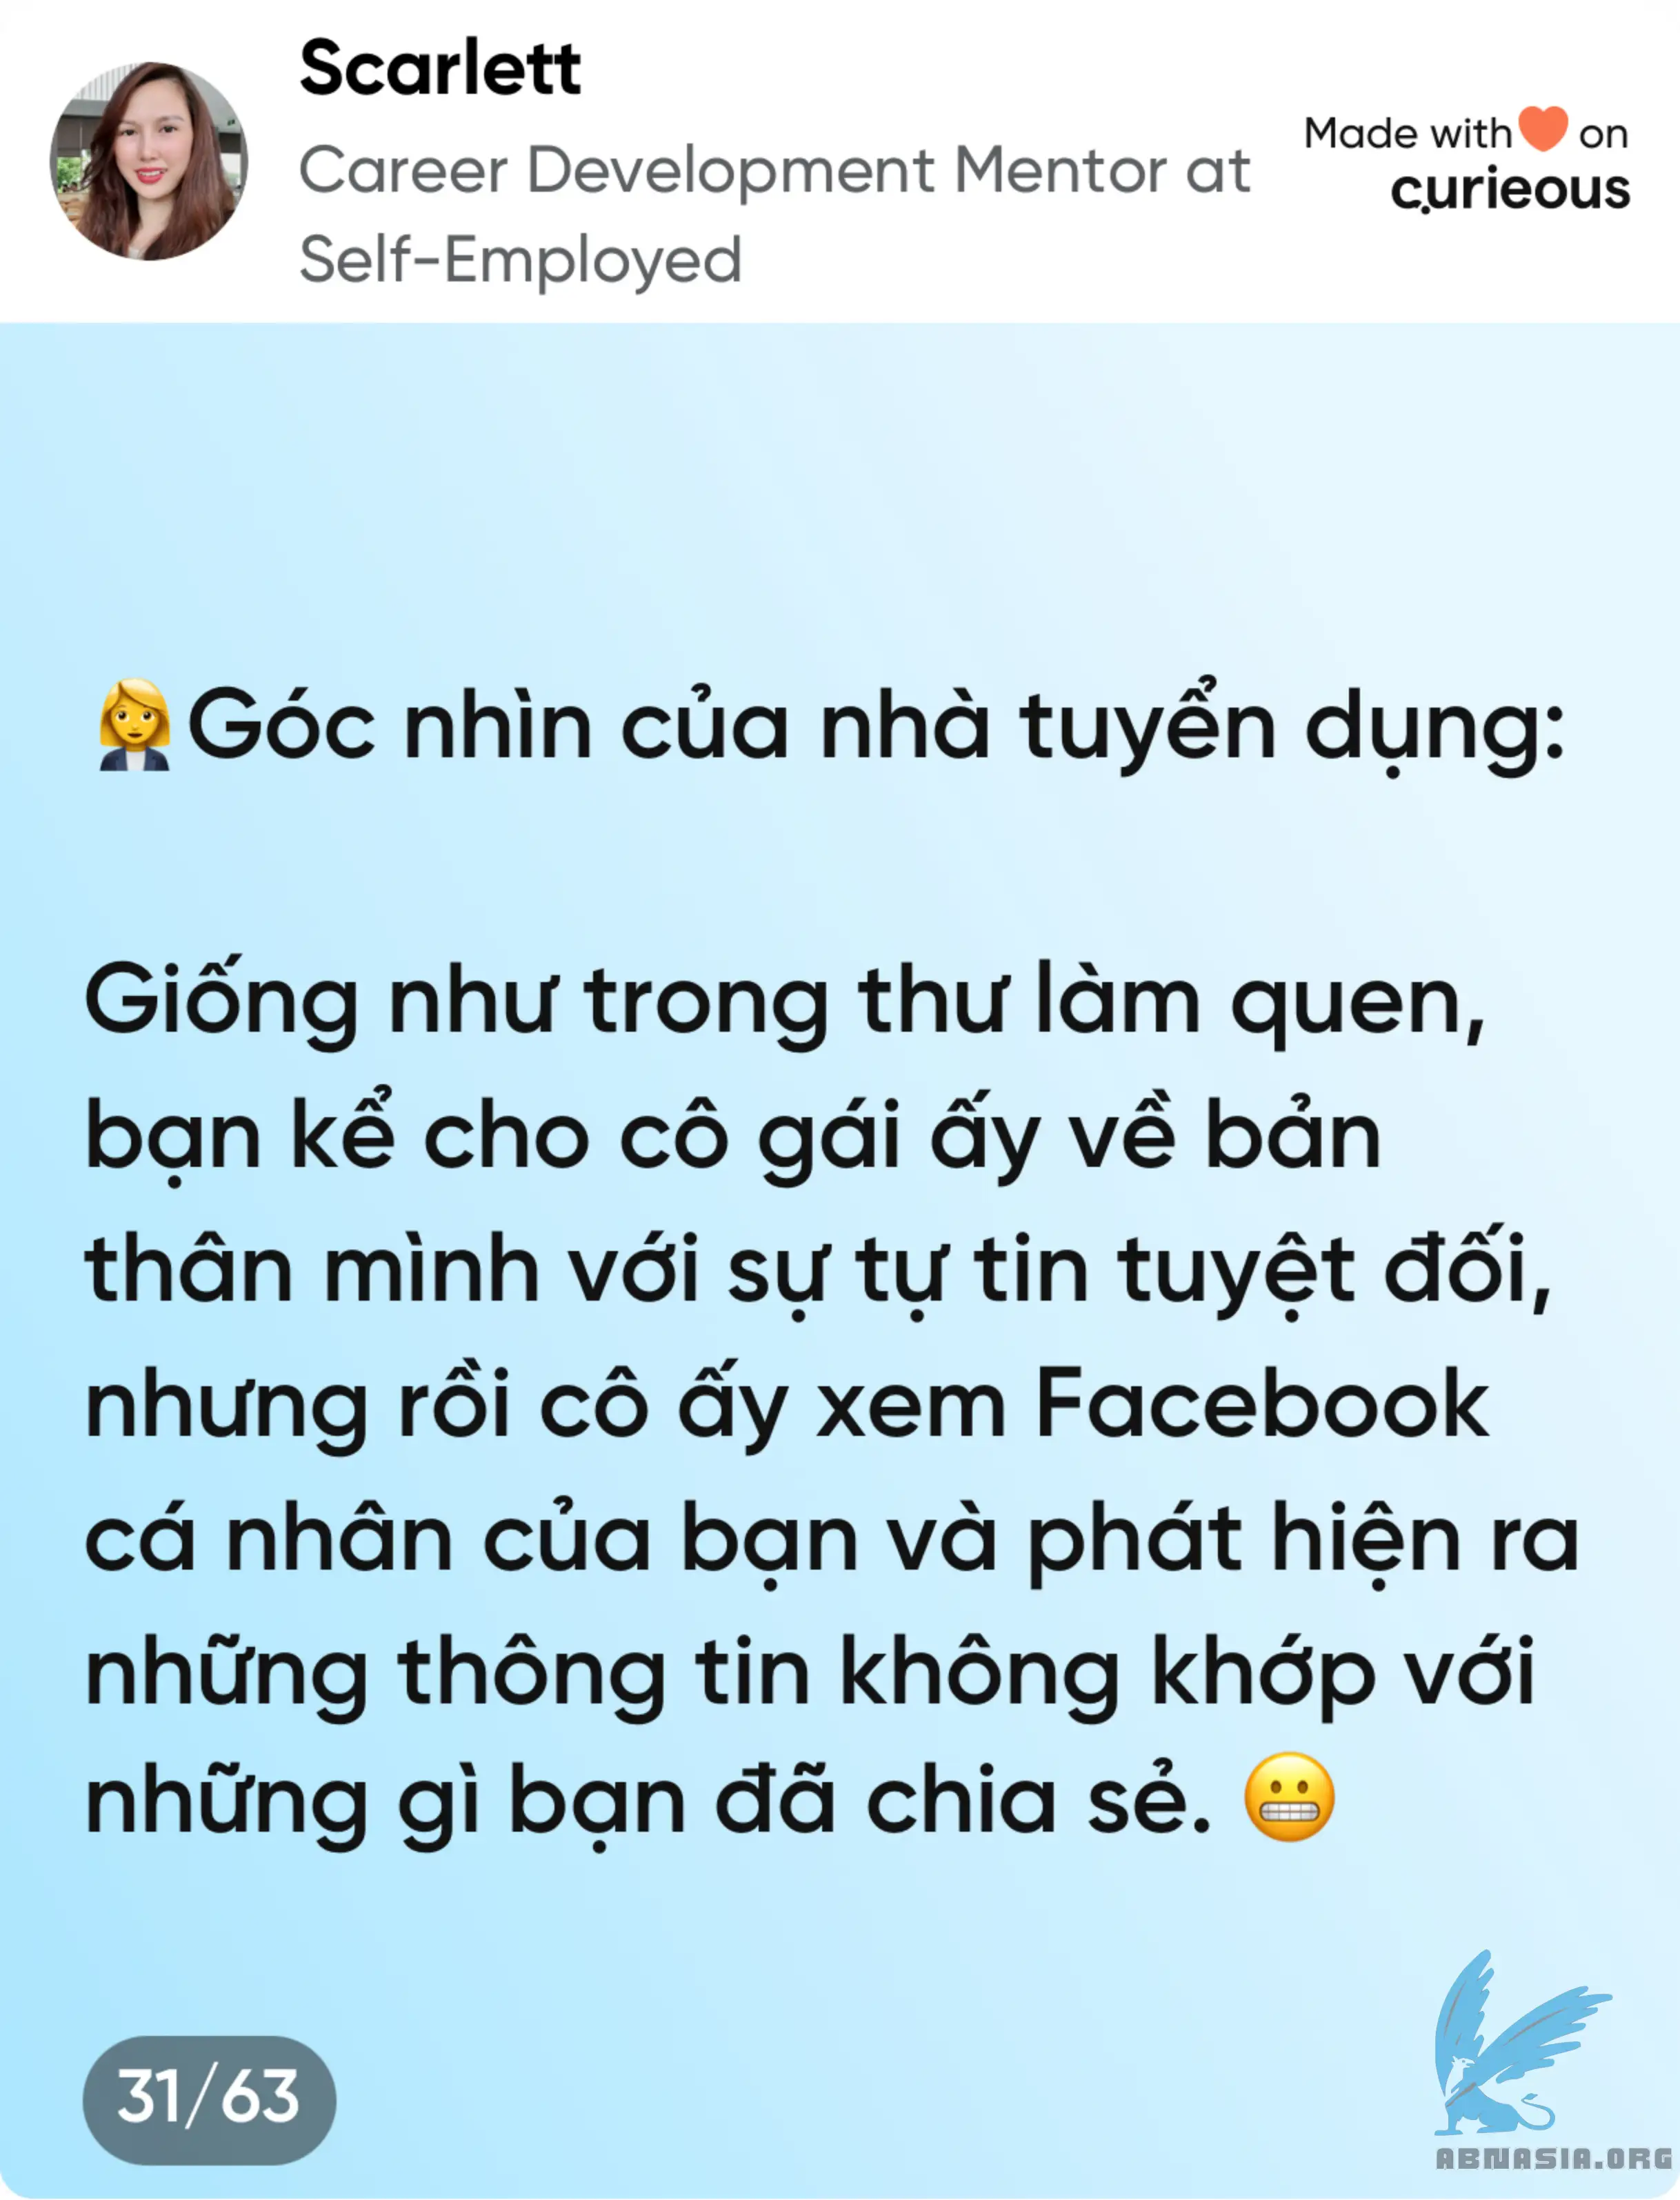 Scarlett
Career Development Mentor at
Self-Employed
Made with🧡on
curieous
👩‍💼Góc nhìn của nhà tuyển dụng:
Giống như trong thư làm quen,
bạn kể cho cô gái ấy về bản
thân mình với sự tự tin tuyệt đối,
nhưng rồi cô ấy xem Facebook
cá nhân của bạn và phát hiện ra
những thông tin không khớp với
những gì bạn đã chia sẻ. 😬
31/63
ABNASIA.ORG